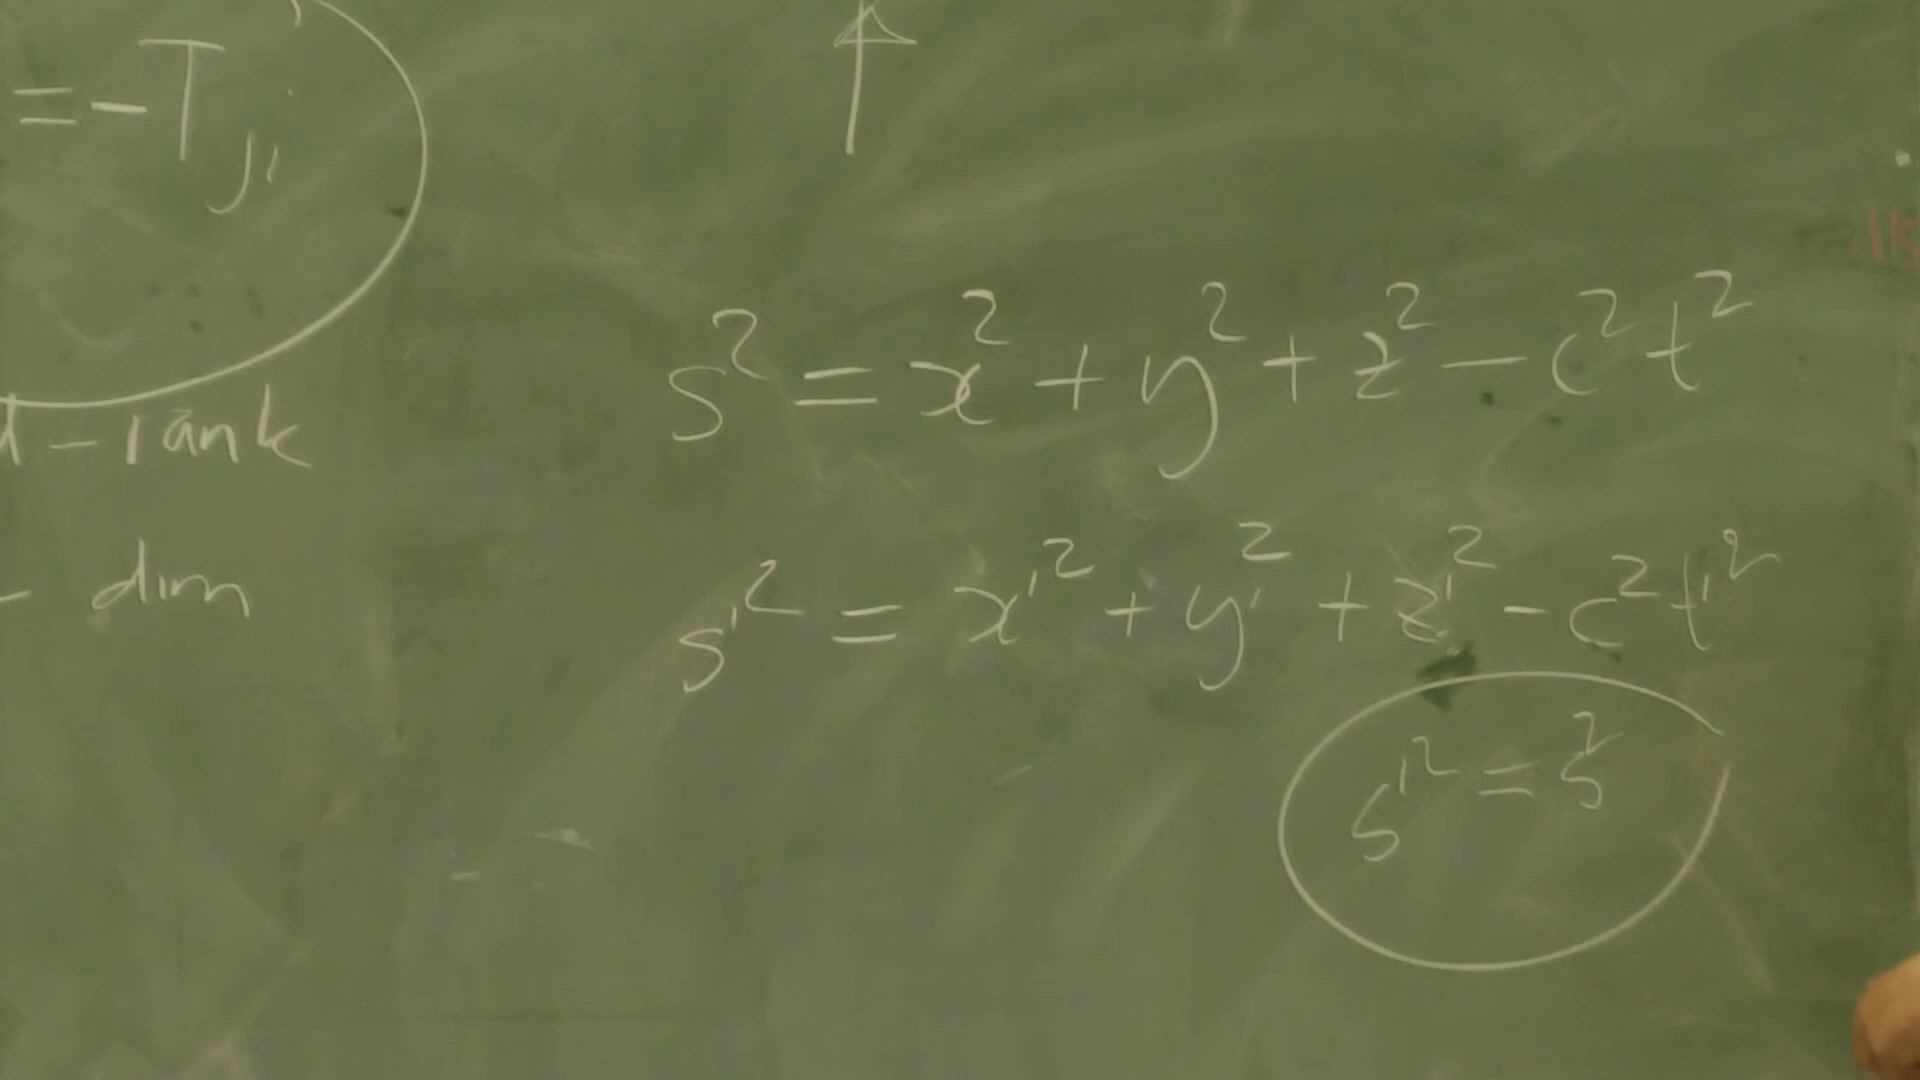 = -T_ji
s² = x² + y² + z² - c²t²
-rank
s'² = x'² + y'² + z'² - c²t'²
- dim
s'² = s²